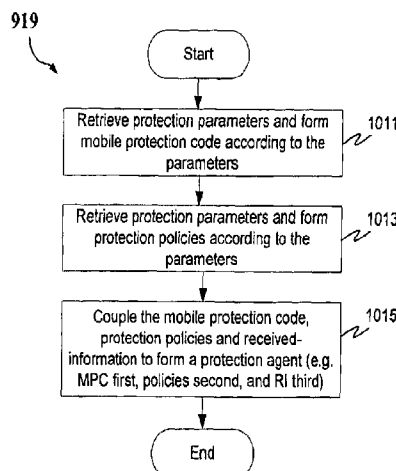 919
Start
Retrieve protection parameters and form
mobile protection code according to the
parameters
1011
Retrieve protection parameters and form
protection policies according to the
parameters
1013
Couple the mobile protection code,
protection policies and received-
information to form a protection agent (e.g.
MPC first, policies second, and RI third)
1015
End